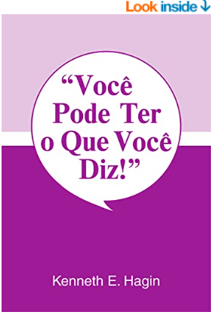 Look inside
“Você
Pode Ter
o Que Você
Diz!”
Kenneth E. Hagin